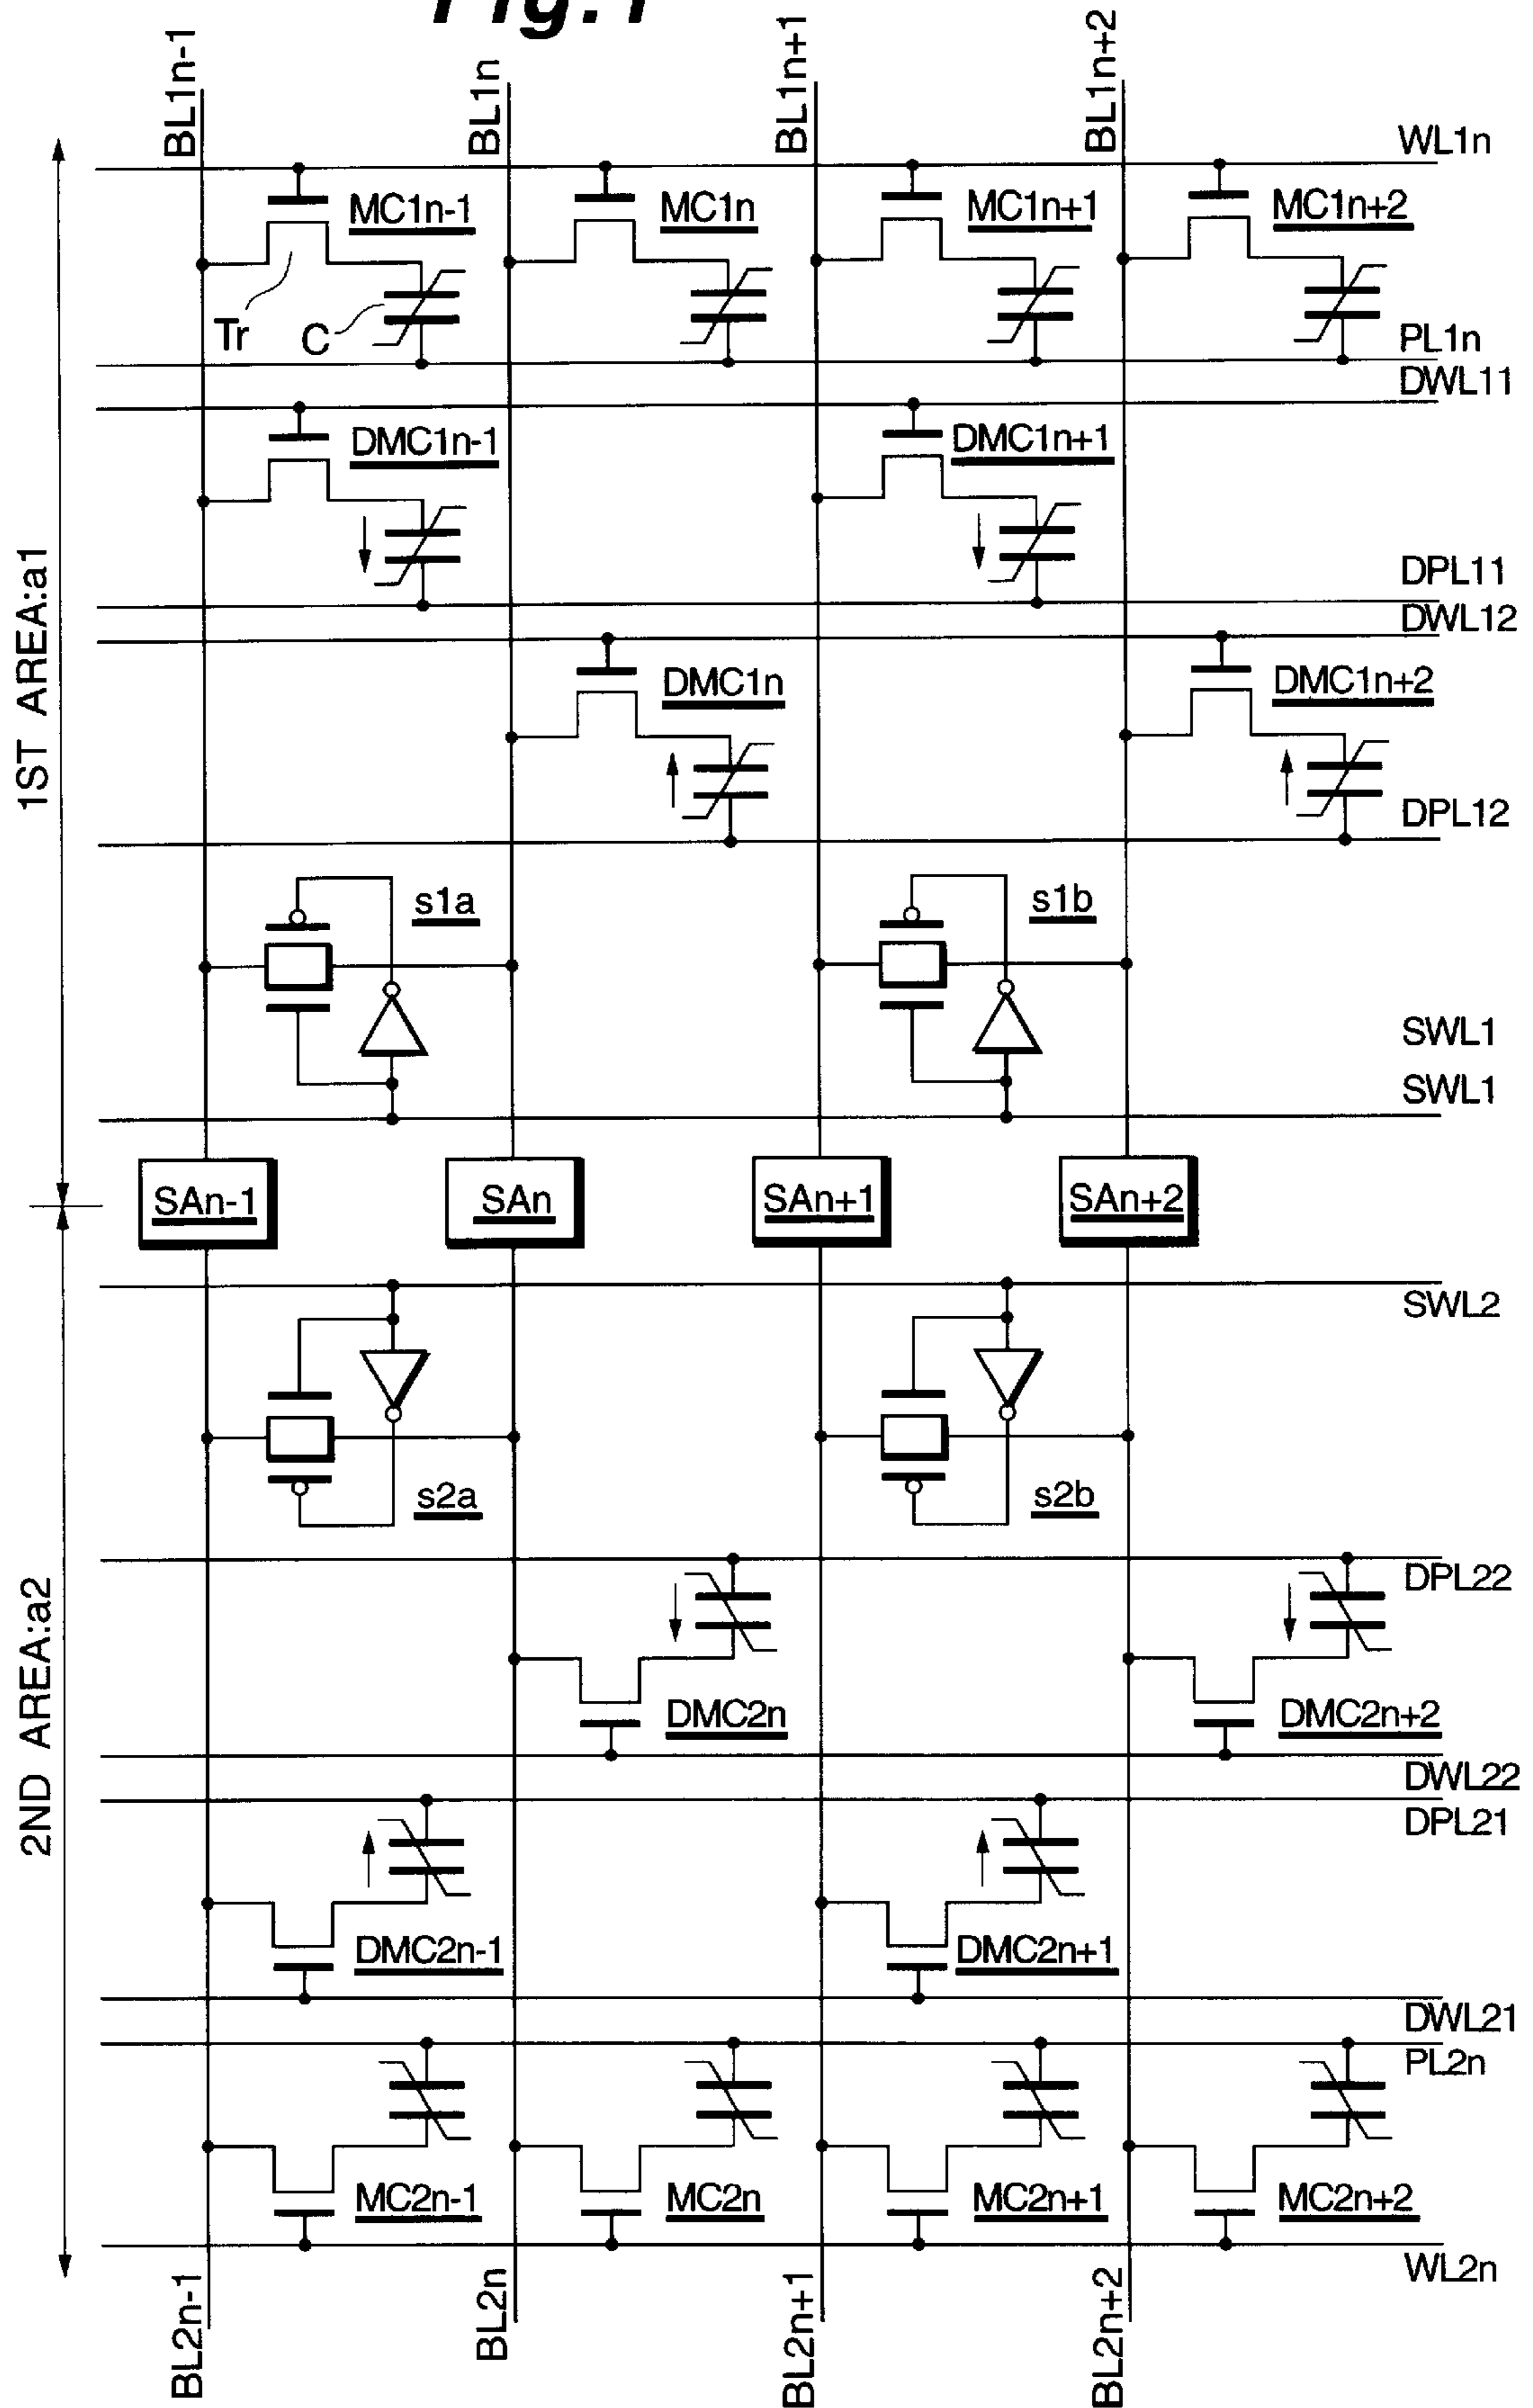 Fig.1
BL1n-1
BL1n
BL1n+1
BL1n+2
WL1n
MC1n-1
MC1n
MC1n+1
MC1n+2
Tr
C
PL1n
DWL11
DMC1n-1
DMC1n+1
DPL11
DWL12
DMC1n
DMC1n+2
DPL12
1ST AREA:a1
s1a
s1b
SWL1
SWL1
SAn-1
SAn
SAn+1
SAn+2
SWL2
s2a
s2b
DPL22
DMC2n
DMC2n+2
DWL22
DPL21
2ND AREA:a2
DMC2n-1
DMC2n+1
DWL21
PL2n
MC2n-1
MC2n
MC2n+1
MC2n+2
WL2n
BL2n-1
BL2n
BL2n+1
BL2n+2